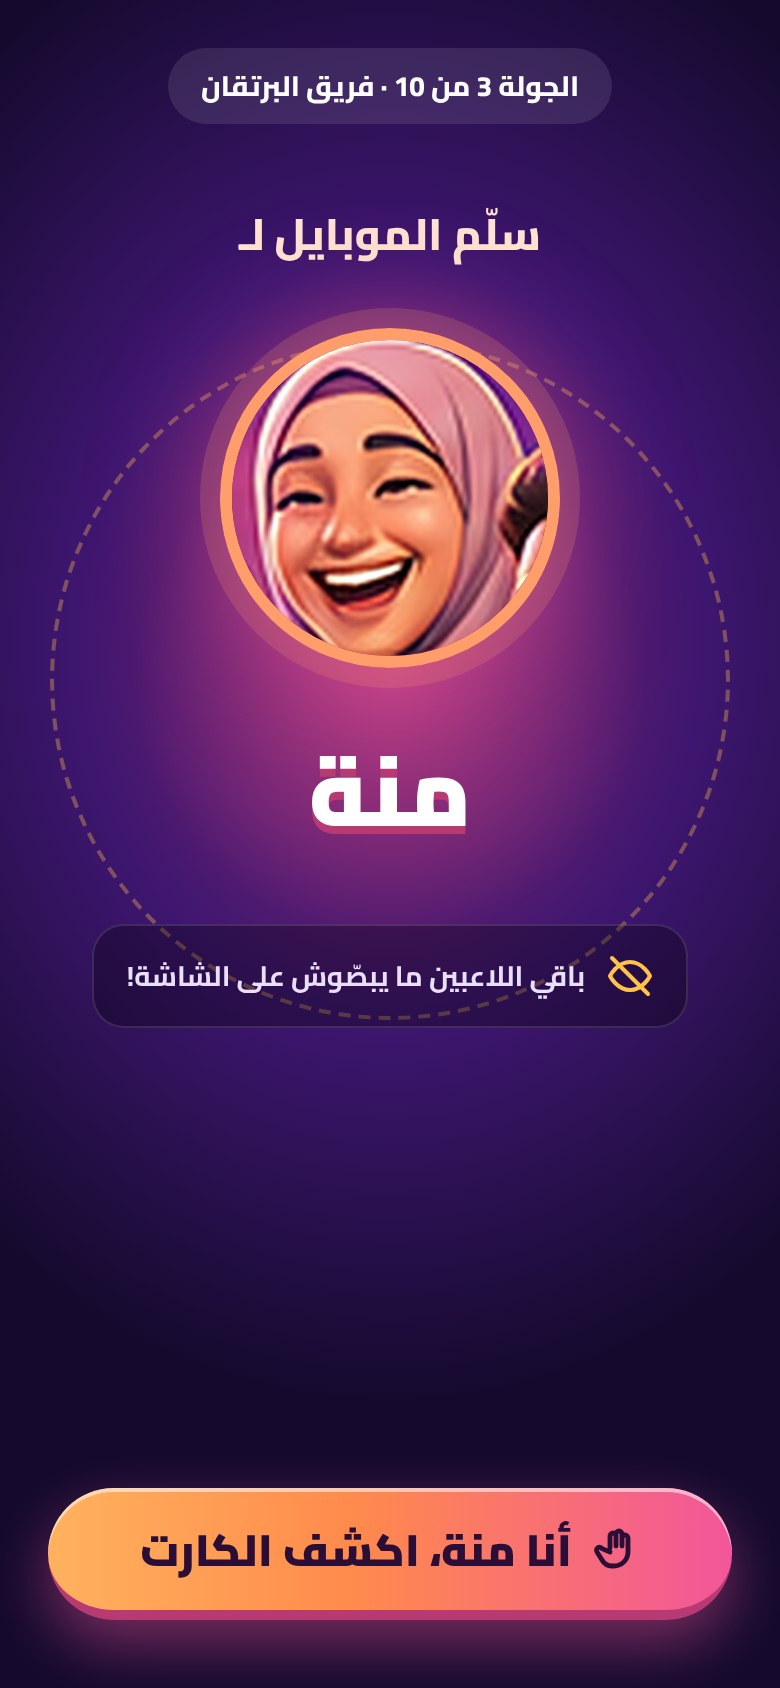 الجولة 3 من 10 · فريق البرتقان
سلّم الموبايل لـ
منة
باقي اللاعبين ما يبصّوش على الشاشة!
أنا منة، اكشف الكارت